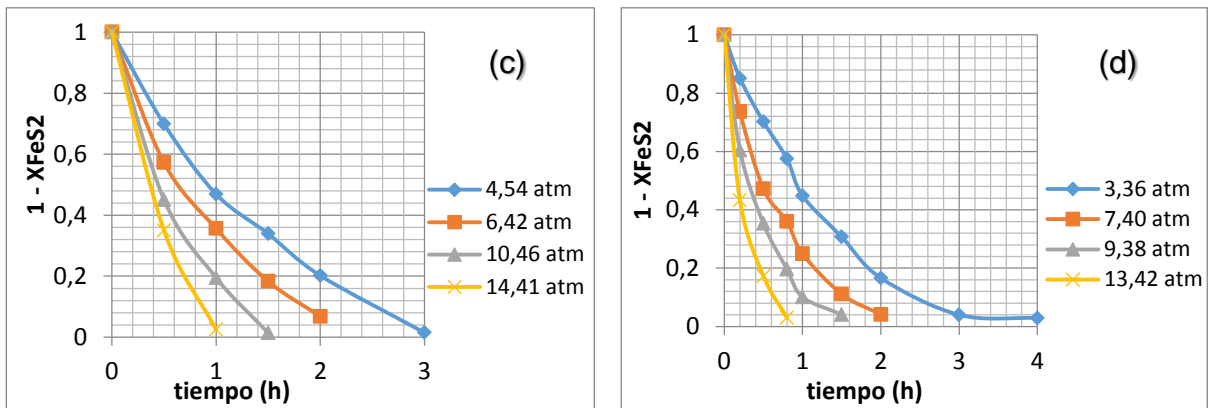 (c)
1 - XFeS2
1
0,8
0,6
0,4
0,2
0
0 1 2 3
tiempo (h)
4,54 atm
6,42 atm
10,46 atm
14,41 atm
(d)
1 - XFeS2
1
0,8
0,6
0,4
0,2
0
0 1 2 3 4
tiempo (h)
3,36 atm
7,40 atm
9,38 atm
13,42 atm